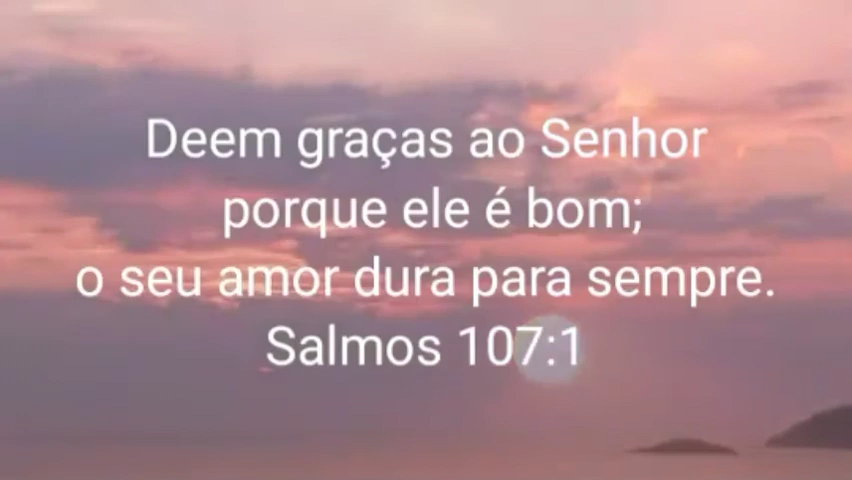 Deem graças ao Senhor
porque ele é bom;
o seu amor dura para sempre.
Salmos 107:1